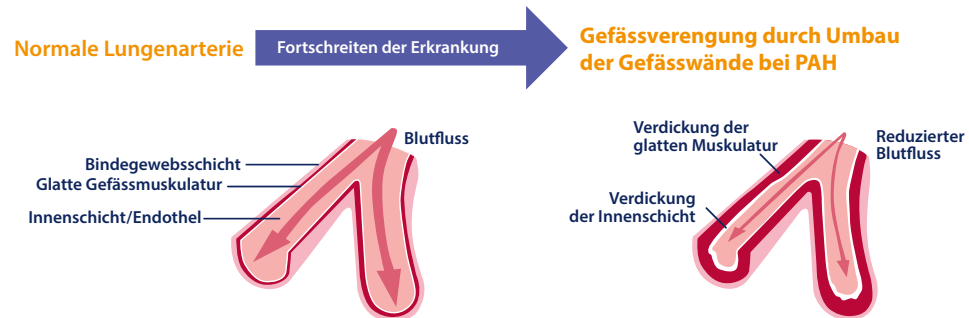 Normale Lungenarterie
Fortschreiten der Erkrankung
Gefässverengung durch Umbau
der Gefässwände bei PAH
Blutfluss
Bindegewebsschicht
Glatte Gefässmuskulatur
Innenschicht/Endothel
Verdickung der
glatten Muskulatur
Reduzierter
Blutfluss
Verdickung
der Innenschicht